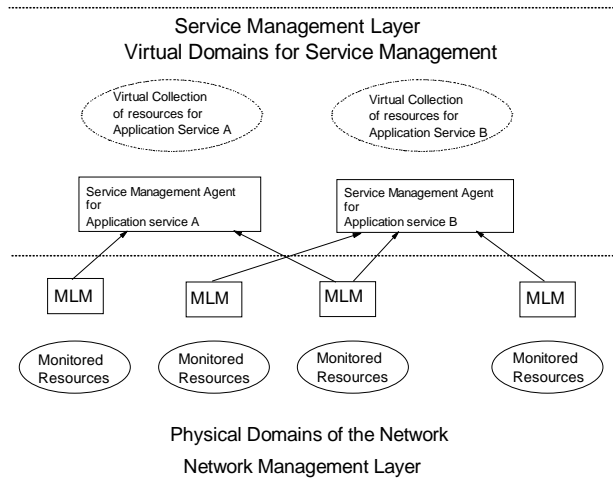 Service Management Layer
Virtual Domains for Service Management
Virtual Collection
of resources for
Application Service A
Virtual Collection
of resources for
Application Service B
Service Management Agent
for
Application service A
Service Management Agent
for
Application service B
MLM
MLM
MLM
MLM
Monitored
Resources
Monitored
Resources
Monitored
Resources
Monitored
Resources
Physical Domains of the Network
Network Management Layer